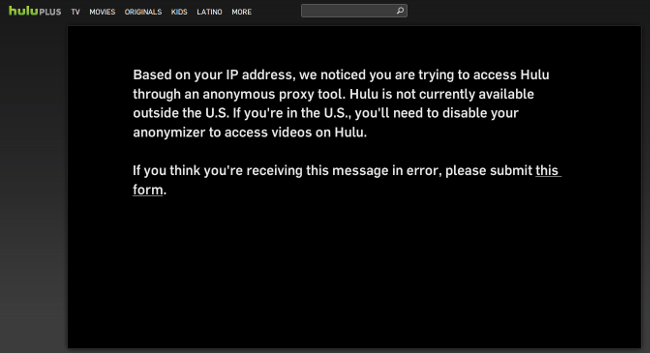 hulu PLUS TV MOVIES ORIGINALS KIDS LATINO MORE
Based on your IP address, we noticed you are trying to access Hulu
through an anonymous proxy tool. Hulu is not currently available
outside the U.S. If you're in the U.S., you'll need to disable your
anonymizer to access videos on Hulu.
If you think you're receiving this message in error, please submit this
form.